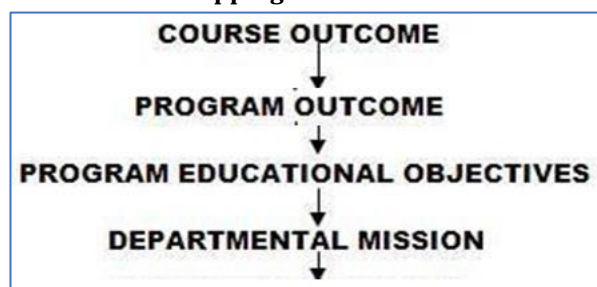 COURSE OUTCOME
PROGRAM OUTCOME
PROGRAM EDUCATIONAL OBJECTIVES
DEPARTMENTAL MISSION